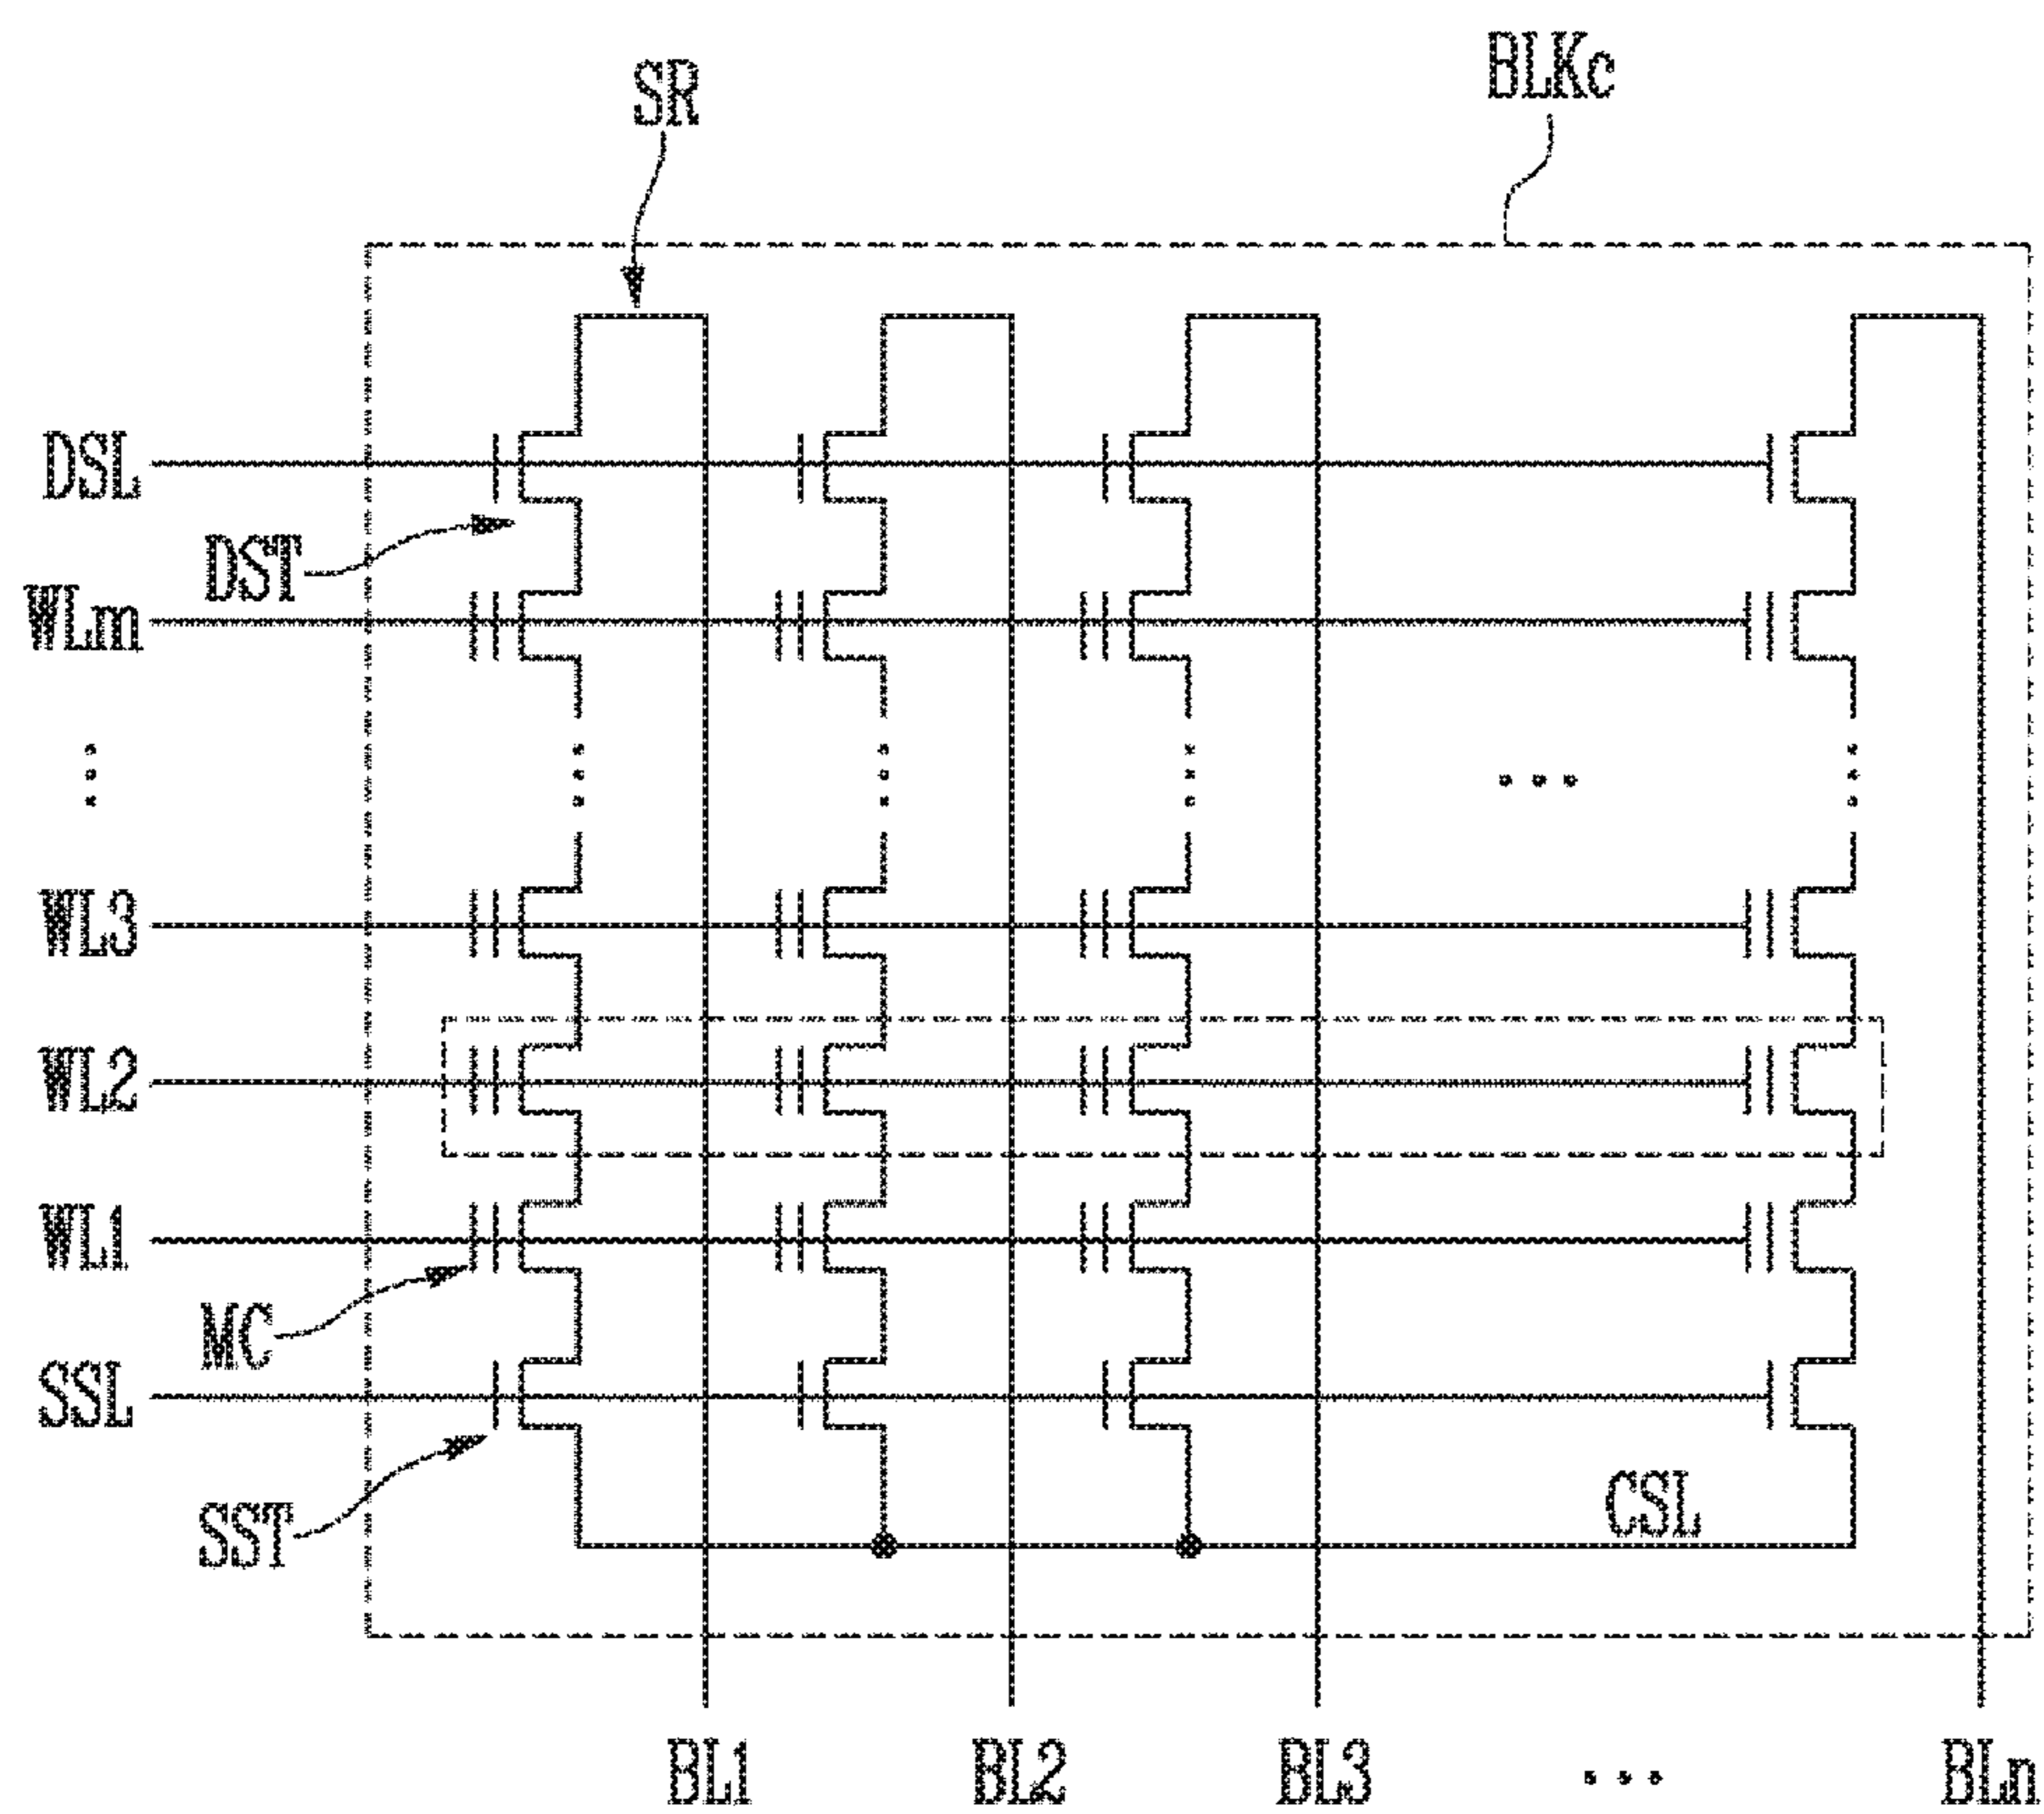 SR
BLKc
DSL
DST
WLm
WL3
WL2
WL1
MC
SSL
SST
CSL
BL1 BL2 BL3 ... BLn